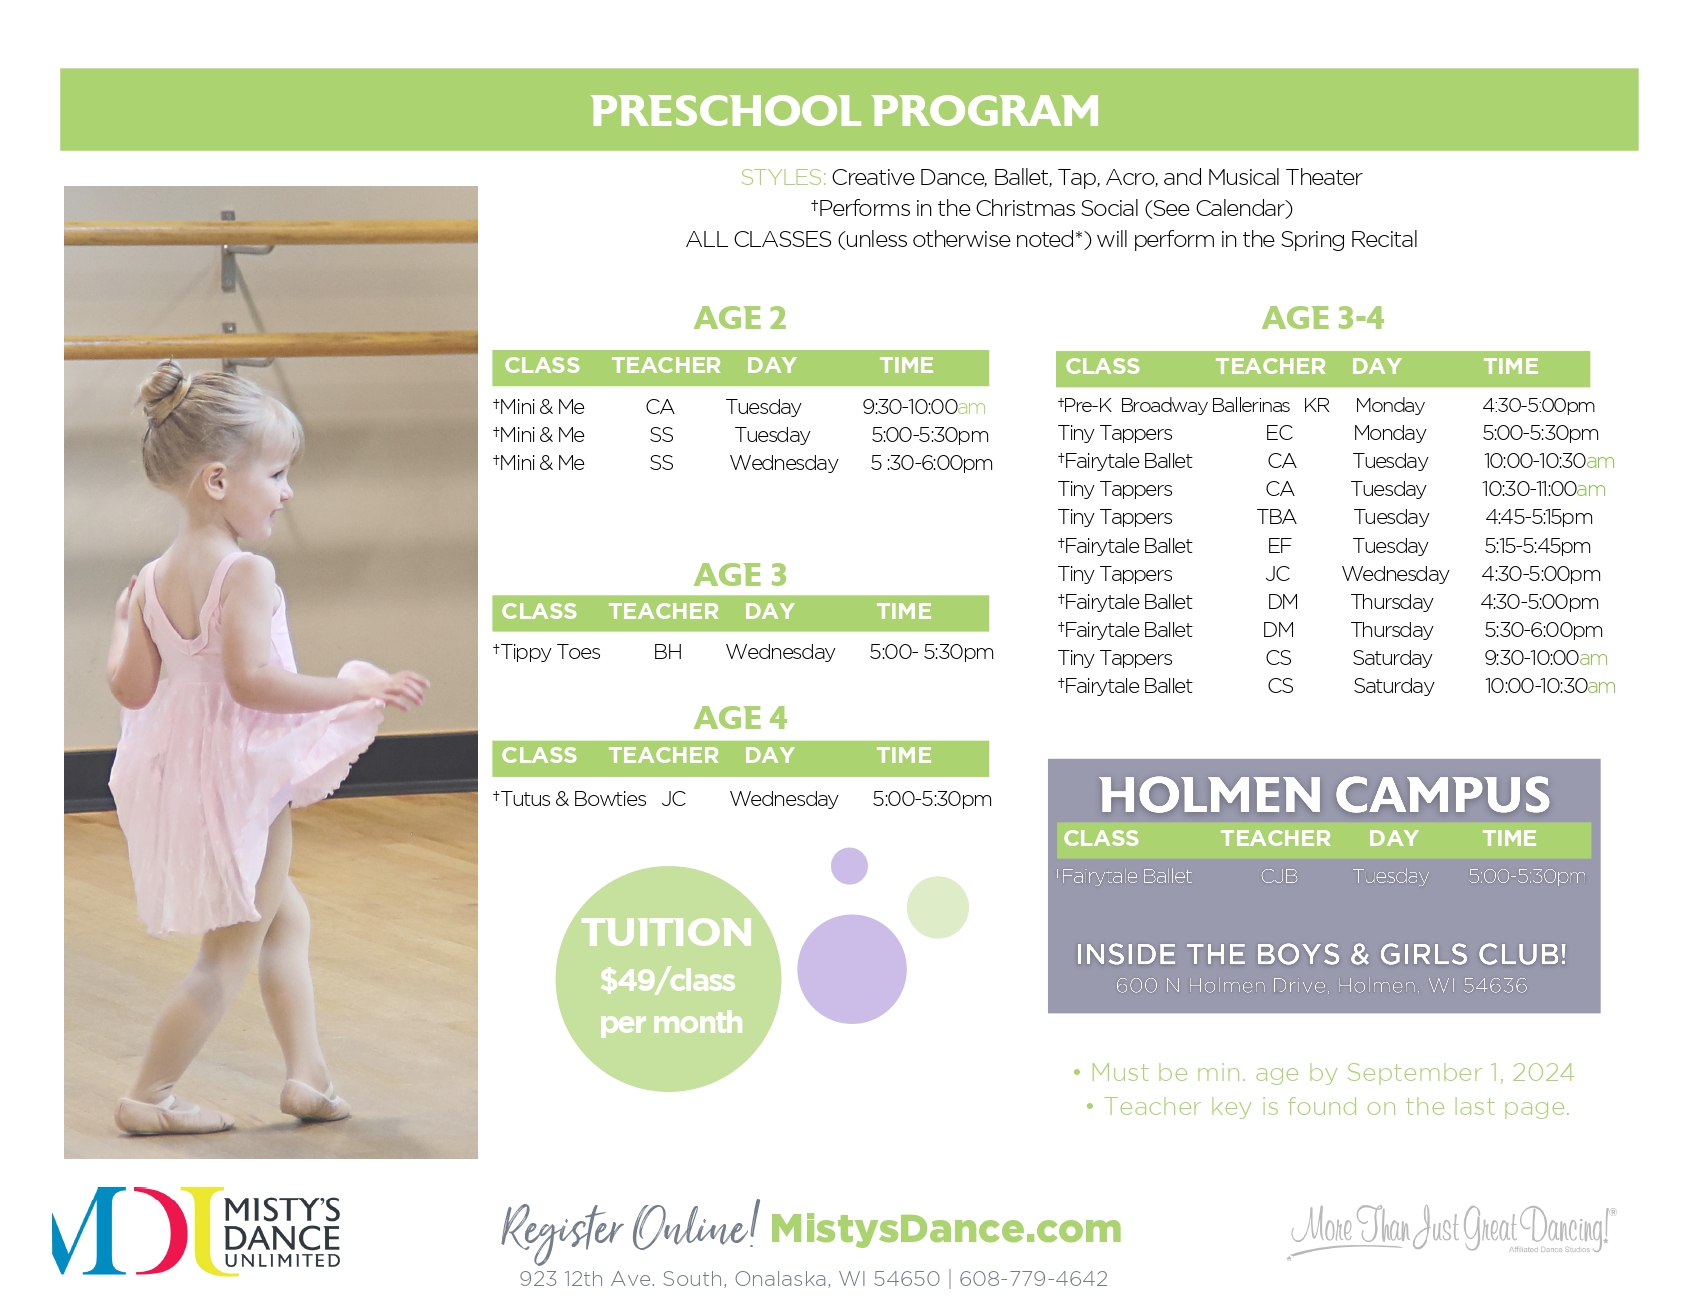 PRESCHOOL PROGRAM
STYLES: Creative Dance, Ballet, Tap, Acro, and Musical Theater
†Performs in the Christmas Social (See Calendar)
ALL CLASSES (unless otherwise noted*) will perform in the Spring Recital
AGE 2
CLASS TEACHER DAY TIME
†Mini & Me CA Tuesday 9:30-10:00am
†Mini & Me SS Tuesday 5:00-5:30pm
†Mini & Me SS Wednesday 5 :30-6:00pm
AGE 3
CLASS TEACHER DAY TIME
†Tippy Toes BH Wednesday 5:00- 5:30pm
AGE 4
CLASS TEACHER DAY TIME
†Tutus & Bowties JC Wednesday 5:00-5:30pm
TUITION
$49/class
per month
AGE 3-4
CLASS TEACHER DAY TIME
†Pre-K Broadway Ballerinas KR Monday 4:30-5:00pm
Tiny Tappers EC Monday 5:00-5:30pm
†Fairytale Ballet CA Tuesday 10:00-10:30am
Tiny Tappers CA Tuesday 10:30-11:00am
Tiny Tappers TBA Tuesday 4:45-5:15pm
†Fairytale Ballet EF Tuesday 5:15-5:45pm
Tiny Tappers JC Wednesday 4:30-5:00pm
†Fairytale Ballet DM Thursday 4:30-5:00pm
†Fairytale Ballet DM Thursday 5:30-6:00pm
Tiny Tappers CS Saturday 9:30-10:00am
†Fairytale Ballet CS Saturday 10:00-10:30am
HOLMEN CAMPUS
CLASS TEACHER DAY TIME
†Fairytale Ballet CJB Tuesday 5:00-5:30pm
INSIDE THE BOYS & GIRLS CLUB!
600 N Holmen Drive, Holmen, WI 54636
• Must be min. age by September 1, 2024
• Teacher key is found on the last page.
MDU
MISTY'S
DANCE
UNLIMITED
Register Online! MistysDance.com
923 12th Ave. South, Onalaska, WI 54650 | 608-779-4642
More Than Just Great Dancing!®
Affiliated Dance Studios